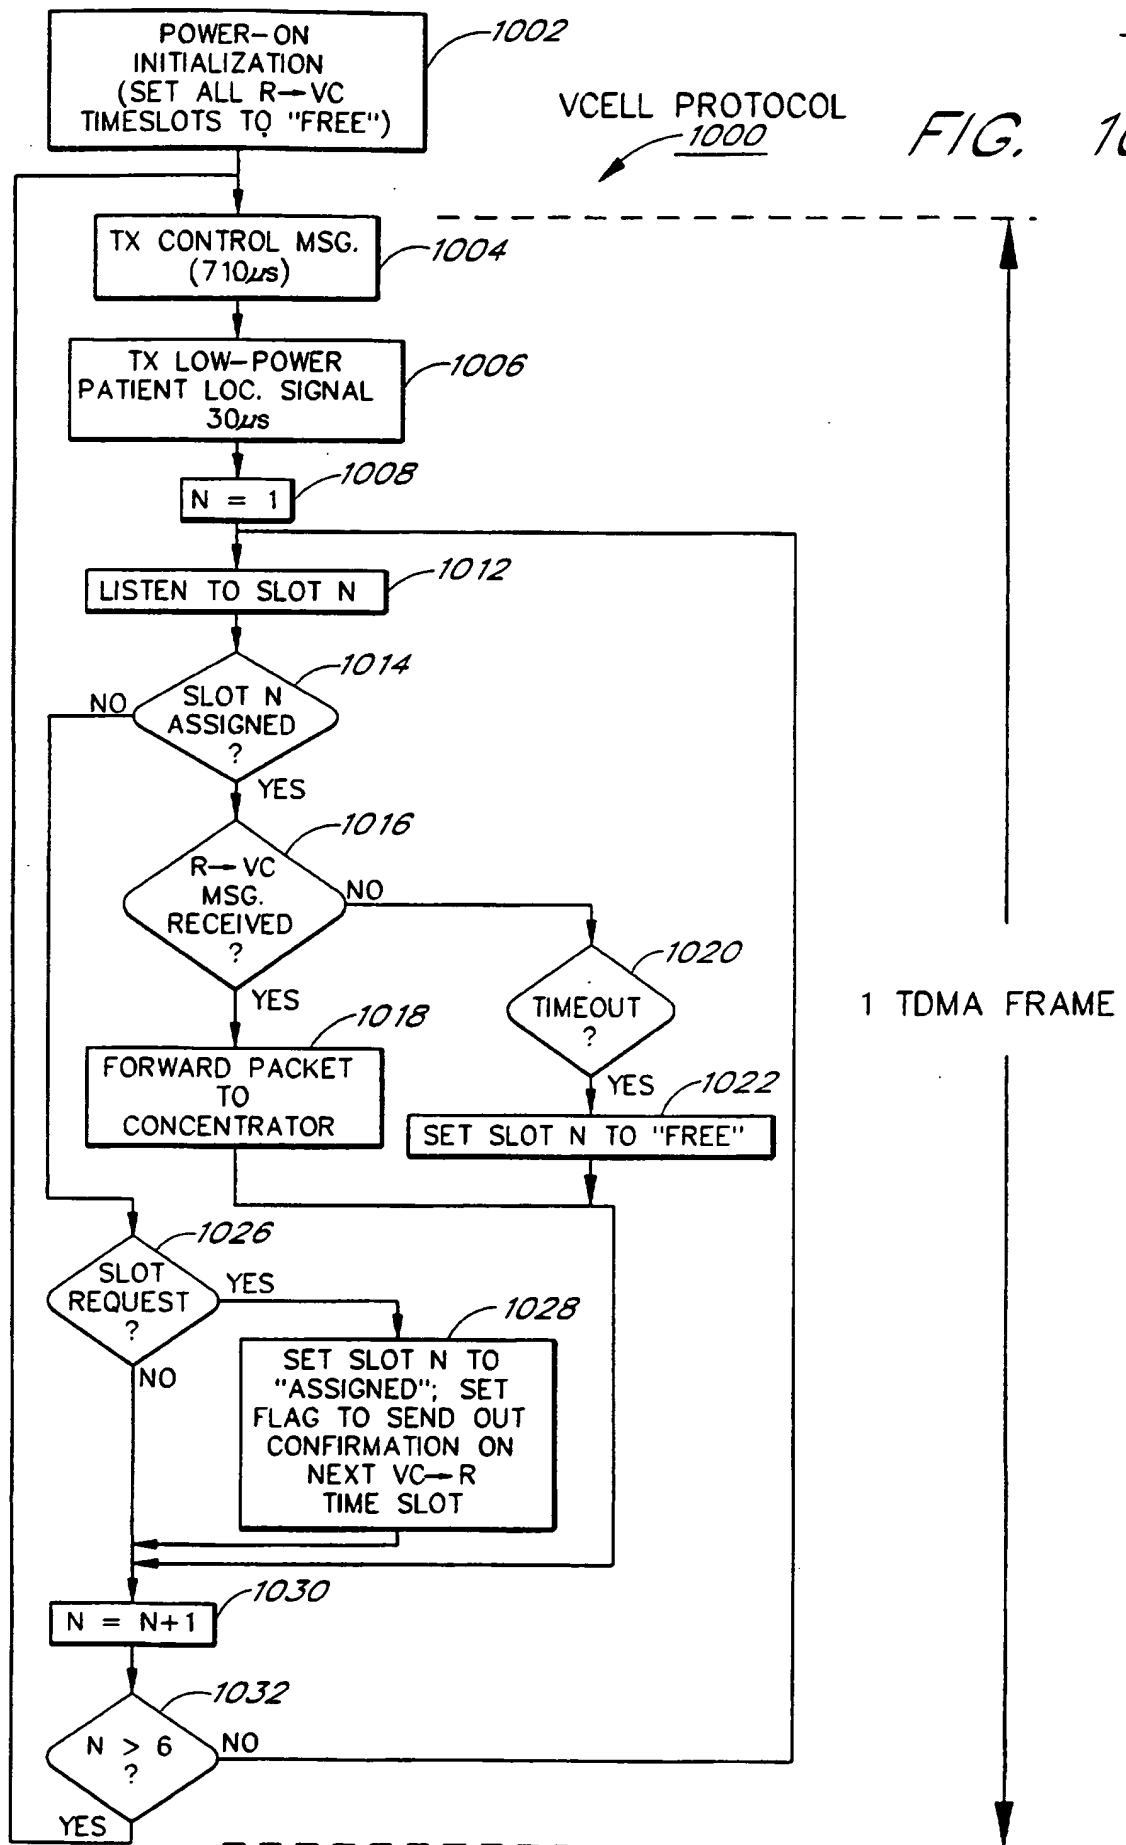 POWER-ON
INITIALIZATION
(SET ALL R→VC
TIMESLOTS TO "FREE")
1002
VCELL PROTOCOL
1000
FIG. 10
TX CONTROL MSG.
(710μs)
1004
TX LOW-POWER
PATIENT LOC. SIGNAL
30μs
1006
N = 1
1008
LISTEN TO SLOT N
1012
SLOT N
ASSIGNED
?
1014
NO
YES
R→VC
MSG.
RECEIVED
?
1016
NO
YES
TIMEOUT
?
1020
YES
1 TDMA FRAME
FORWARD PACKET
TO
CONCENTRATOR
1018
SET SLOT N TO "FREE"
1022
SLOT
REQUEST
?
1026
YES
NO
SET SLOT N TO
"ASSIGNED"; SET
FLAG TO SEND OUT
CONFIRMATION ON
NEXT VC→R
TIME SLOT
1028
N = N+1
1030
N > 6
?
1032
NO
YES